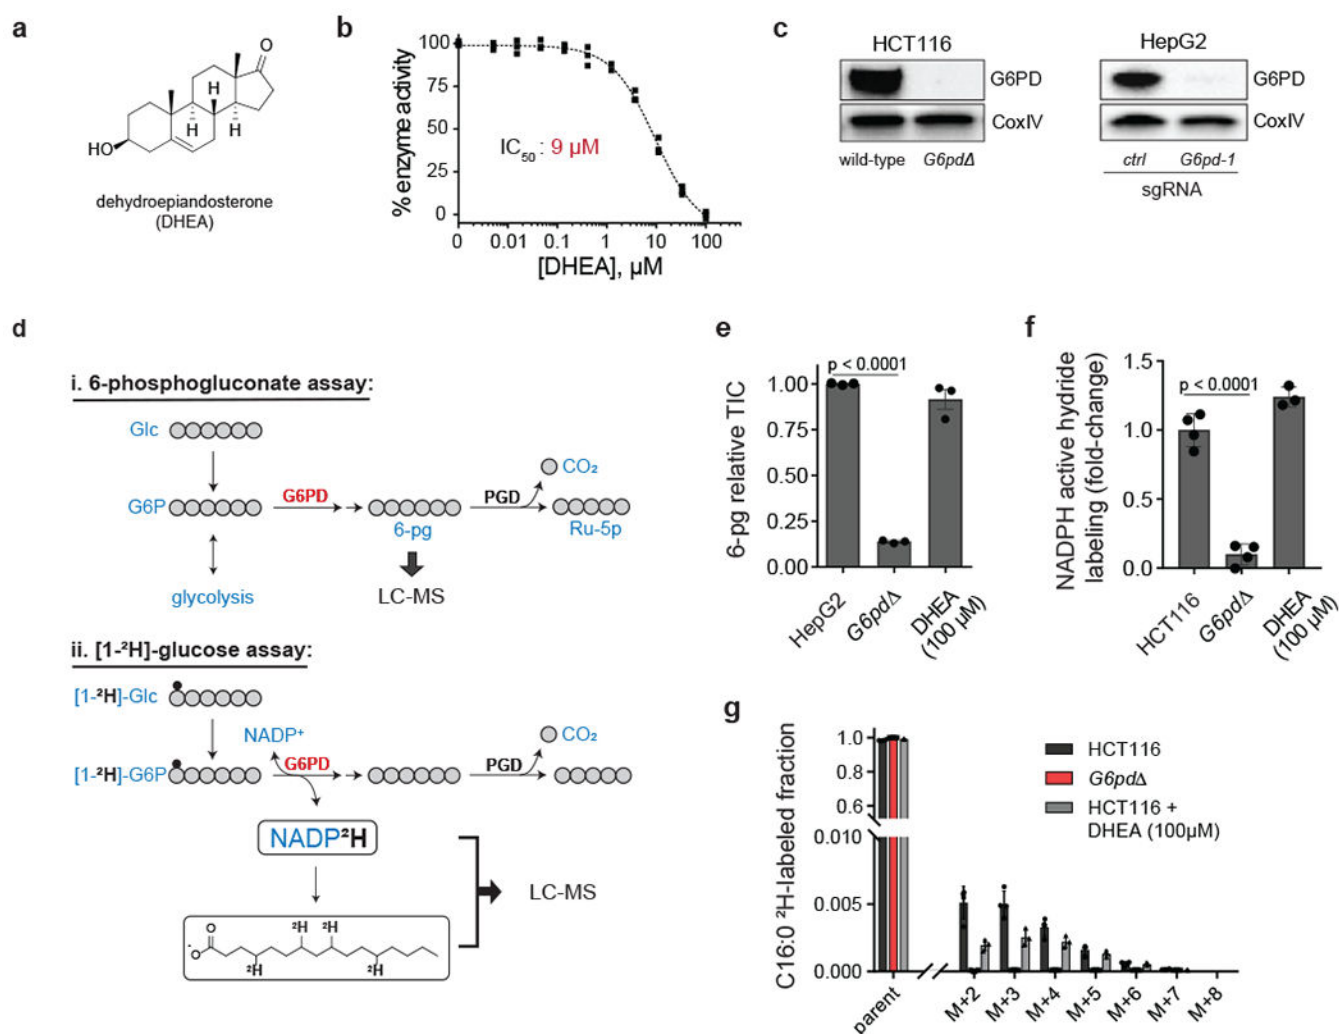 a
O
H
H
H
HO
dehydroepiandosterone
(DHEA)
b
% enzyme activity
100
75
50
25
0
IC50 : 9 µM
0 0.01 0.1 1 10 100
[DHEA], µM
c
HCT116
G6PD
CoxIV
wild-type G6pdΔ
HepG2
G6PD
CoxIV
ctrl G6pd-1
sgRNA
d
i. 6-phosphogluconate assay:
Glc
G6P
G6PD
6-pg
PGD
CO₂
Ru-5p
glycolysis
LC-MS
ii. [1-²H]-glucose assay:
[1-²H]-Glc
NADP⁺
CO₂
[1-²H]-G6P
G6PD
PGD
NADP²H
LC-MS
O
²H ²H
-O
²H ²H
e
6-pg relative TIC
p < 0.0001
1.00
0.75
0.50
0.25
0.00
HepG2
G6pdΔ
DHEA
(100 µM)
f
NADPH active hydride
labeling (fold-change)
1.5
p < 0.0001
1.0
0.5
0.0
HCT116
G6pdΔ
DHEA
(100 µM)
g
C16:0 ²H-labeled fraction
1.0
0.8
0.6
0.010
0.005
0.000
HCT116
G6pdΔ
HCT116 +
DHEA (100µM)
parent
M+2
M+3
M+4
M+5
M+6
M+7
M+8